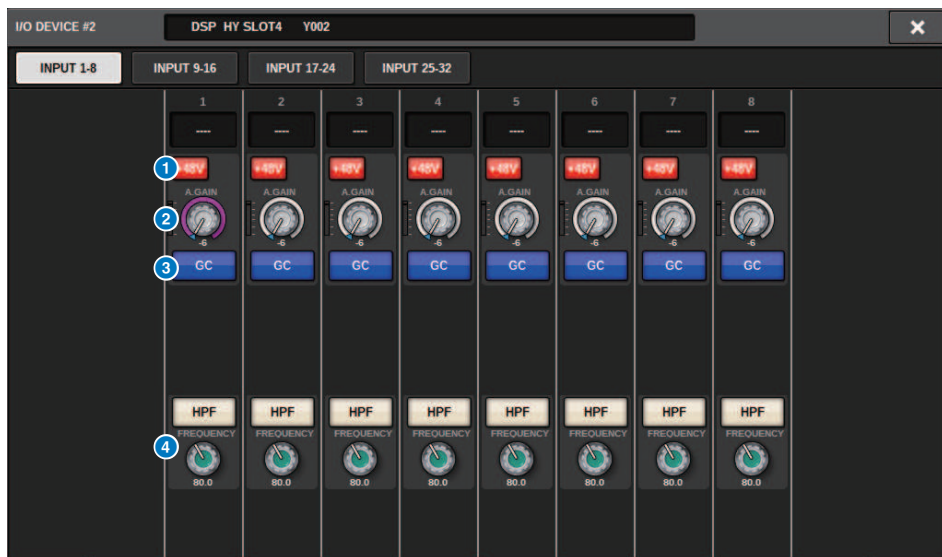 I/O DEVICE #2 DSP HY SLOT4 Y002 ×
INPUT 1-8 INPUT 9-16 INPUT 17-24 INPUT 25-32
1 2 3 4 5 6 7 8
---- ---- ---- ---- ---- ---- ---- ----
1 +48V +48V +48V +48V +48V +48V +48V +48V
A.GAIN A.GAIN A.GAIN A.GAIN A.GAIN A.GAIN A.GAIN A.GAIN
2
-6 -6 -6 -6 -6 -6 -6 -6
3 GC GC GC GC GC GC GC GC
HPF HPF HPF HPF HPF HPF HPF HPF
FREQUENCY FREQUENCY FREQUENCY FREQUENCY FREQUENCY FREQUENCY FREQUENCY FREQUENCY
4
80.0 80.0 80.0 80.0 80.0 80.0 80.0 80.0